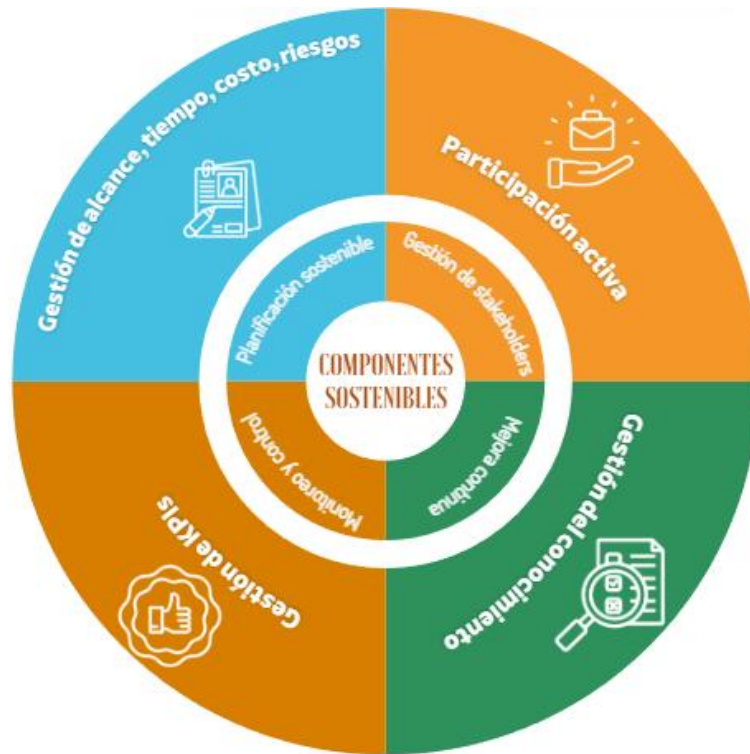 Gestión de alcance, tiempo, costo, riesgos
Participación activa
Planificación sostenible
Gestión de stakeholders
COMPONENTES
SOSTENIBLES
Monitoreo y control
Mejora continua
Gestión de KPIs
Gestión del conocimiento